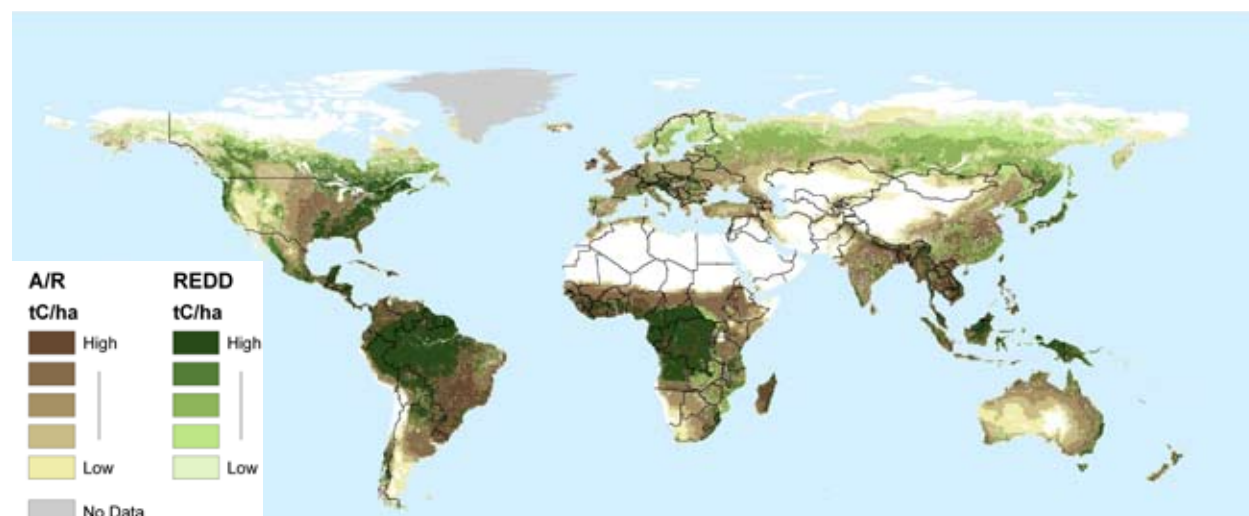 A/R REDD
tC/ha tC/ha
High High
Low Low
No Data